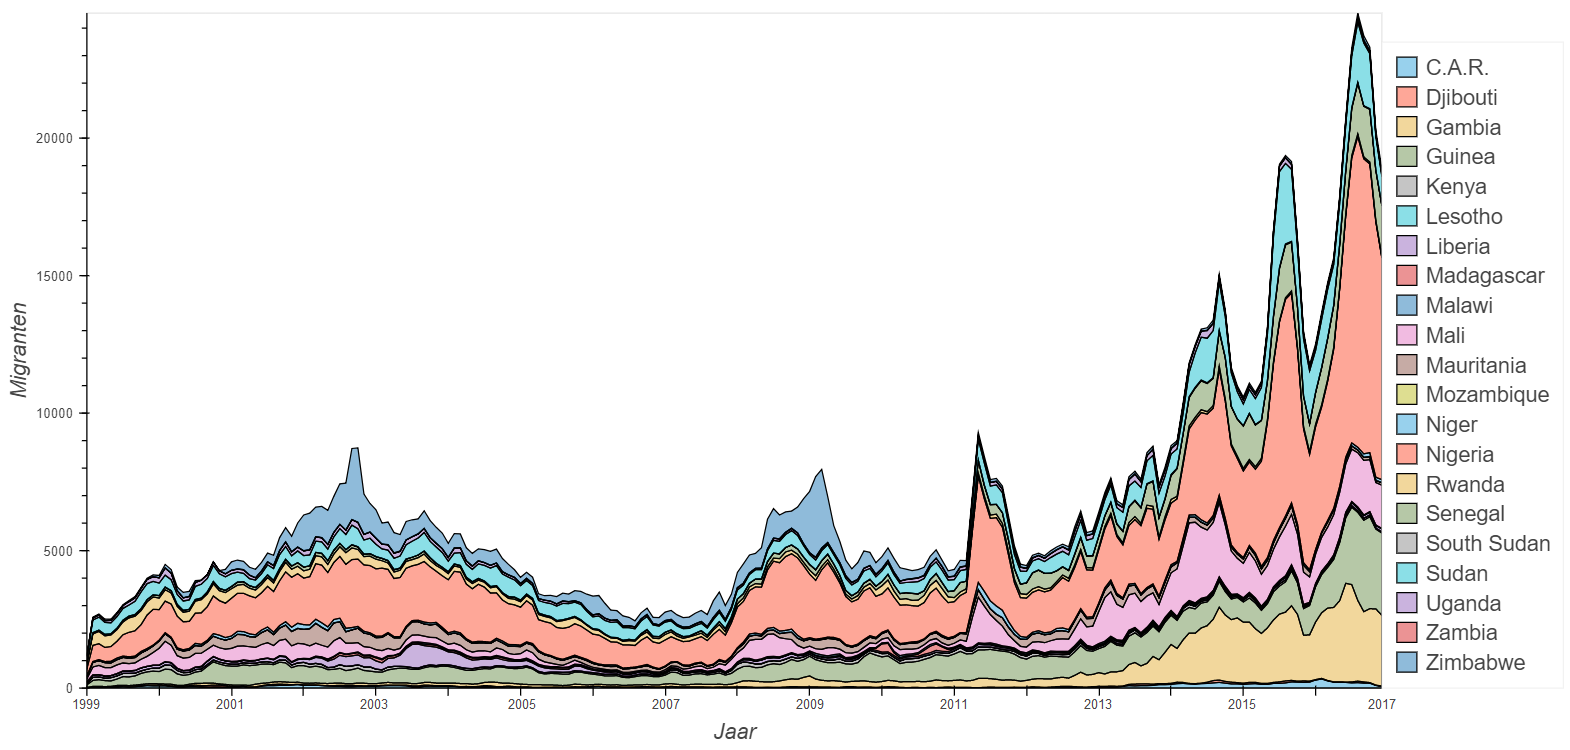 20000
15000
10000
5000
0
Migranten
1999
2001
2003
2005
2007
2009
2011
2013
2015
2017
Jaar
C.A.R.
Djibouti
Gambia
Guinea
Kenya
Lesotho
Liberia
Madagascar
Malawi
Mali
Mauritania
Mozambique
Niger
Nigeria
Rwanda
Senegal
South Sudan
Sudan
Uganda
Zambia
Zimbabwe